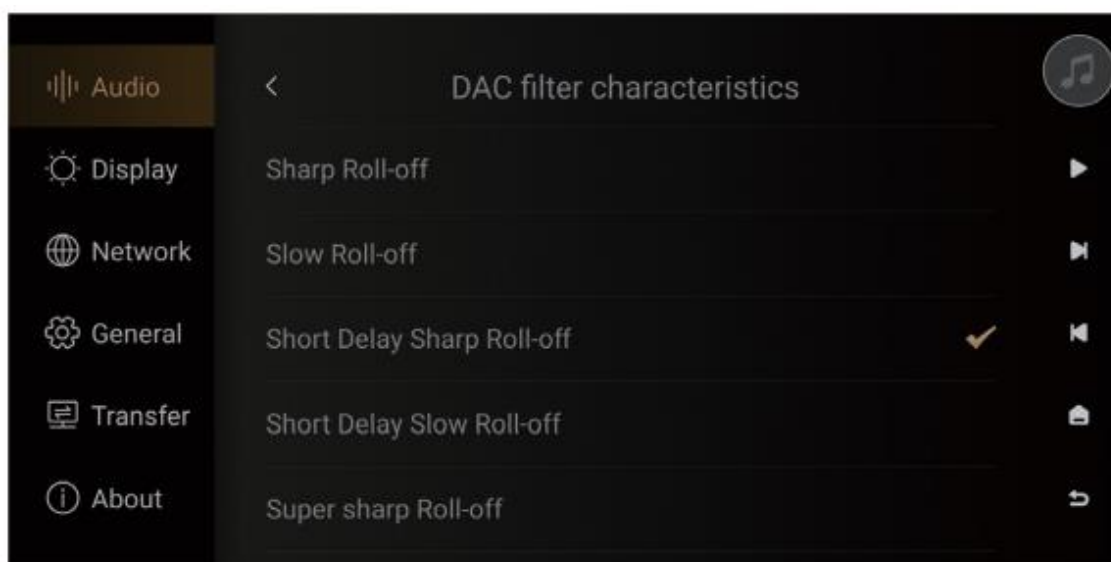 Audio
Display
Network
General
Transfer
About
DAC filter characteristics
Sharp Roll-off
Slow Roll-off
Short Delay Sharp Roll-off
Short Delay Slow Roll-off
Super sharp Roll-off